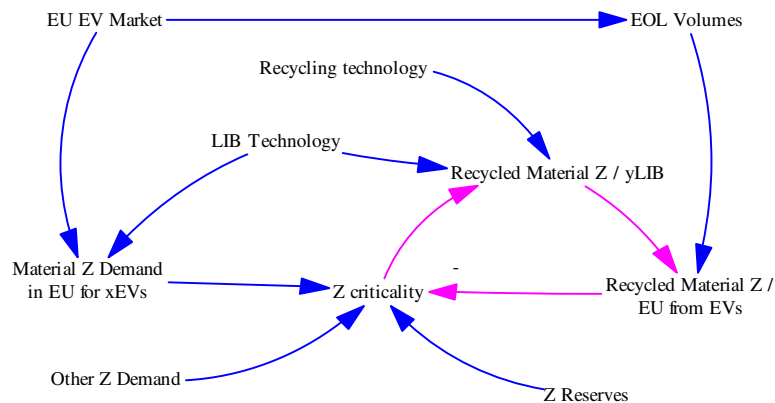 EU EV Market
EOL Volumes
Recycling technology
LIB Technology
Recycled Material Z / yLIB
-
Material Z Demand
in EU for xEVs
Z criticality
Recycled Material Z /
EU from EVs
Other Z Demand
Z Reserves